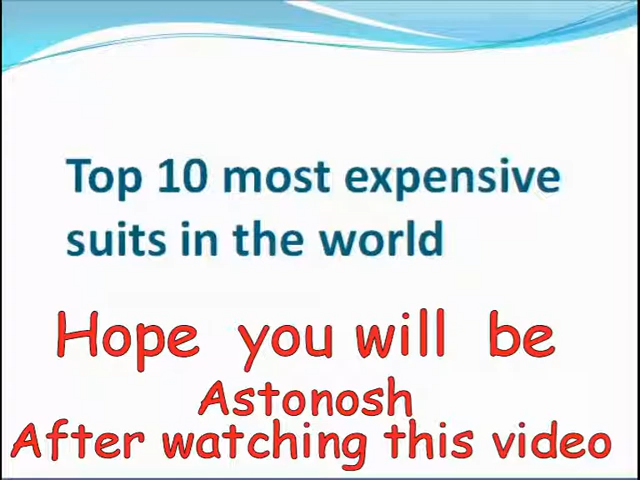 Top 10 most expensive
suits in the world
Hope you will be
Astonosh
After watching this video